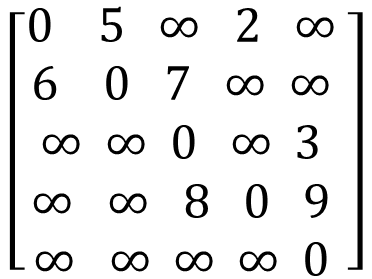 0 5 ∞ 2 ∞
6 0 7 ∞ ∞
∞ ∞ 0 ∞ 3
∞ ∞ 8 0 9
∞ ∞ ∞ ∞ 0